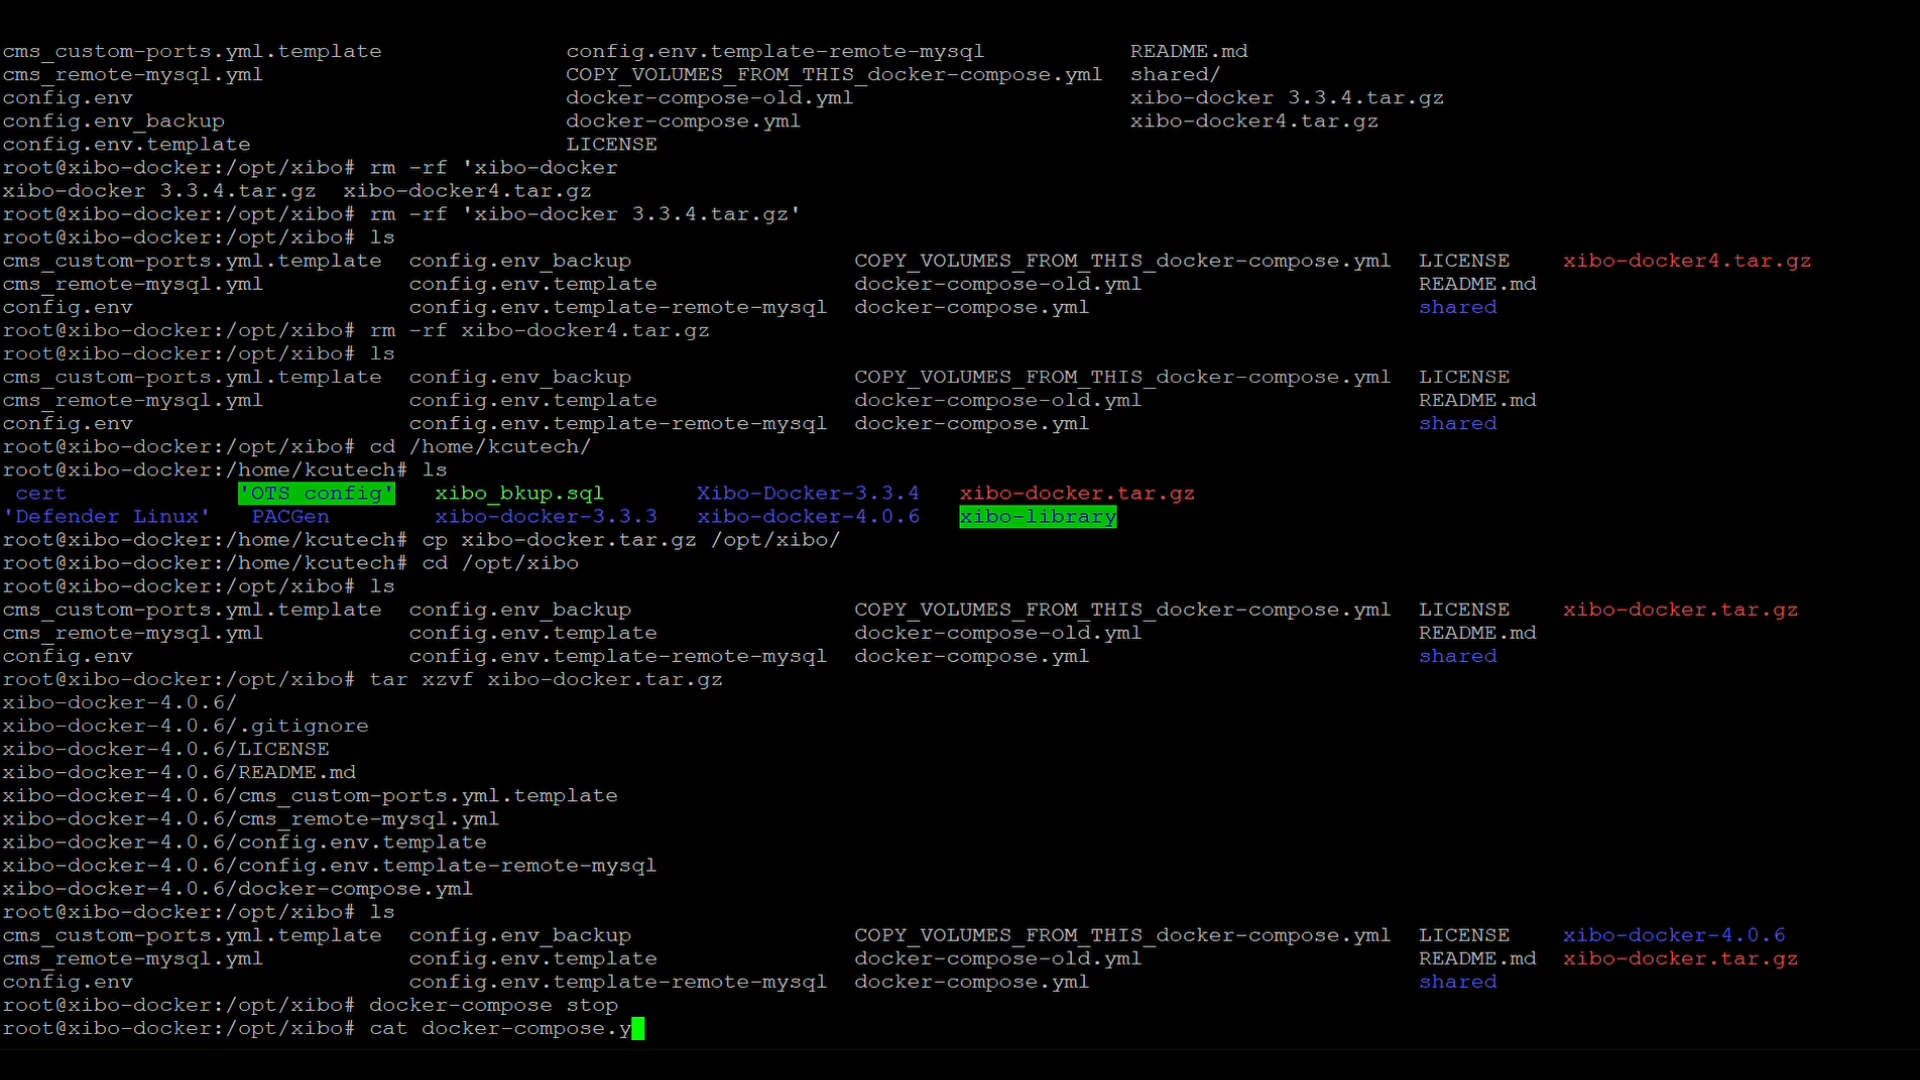 cms_custom-ports.yml.template config.env.template-remote-mysql README.md
cms_remote-mysql.yml COPY_VOLUMES_FROM_THIS_docker-compose.yml shared/
config.env docker-compose-old.yml xibo-docker 3.3.4.tar.gz
config.env_backup docker-compose.yml xibo-docker4.tar.gz
config.env.template LICENSE
root@xibo-docker:/opt/xibo# rm -rf 'xibo-docker
xibo-docker 3.3.4.tar.gz xibo-docker4.tar.gz
root@xibo-docker:/opt/xibo# rm -rf 'xibo-docker 3.3.4.tar.gz'
root@xibo-docker:/opt/xibo# ls
cms_custom-ports.yml.template config.env_backup COPY_VOLUMES_FROM_THIS_docker-compose.yml LICENSE xibo-docker4.tar.gz
cms_remote-mysql.yml config.env.template docker-compose-old.yml README.md
config.env config.env.template-remote-mysql docker-compose.yml shared
root@xibo-docker:/opt/xibo# rm -rf xibo-docker4.tar.gz
root@xibo-docker:/opt/xibo# ls
cms_custom-ports.yml.template config.env_backup COPY_VOLUMES_FROM_THIS_docker-compose.yml LICENSE
cms_remote-mysql.yml config.env.template docker-compose-old.yml README.md
config.env config.env.template-remote-mysql docker-compose.yml shared
root@xibo-docker:/opt/xibo# cd /home/kcutech/
root@xibo-docker:/home/kcutech# ls
cert 'OTS config' xibo_bkup.sql Xibo-Docker-3.3.4 xibo-docker.tar.gz
'Defender Linux' PACGen xibo-docker-3.3.3 xibo-docker-4.0.6 xibo-library
root@xibo-docker:/home/kcutech# cp xibo-docker.tar.gz /opt/xibo/
root@xibo-docker:/home/kcutech# cd /opt/xibo
root@xibo-docker:/opt/xibo# ls
cms_custom-ports.yml.template config.env_backup COPY_VOLUMES_FROM_THIS_docker-compose.yml LICENSE xibo-docker.tar.gz
cms_remote-mysql.yml config.env.template docker-compose-old.yml README.md
config.env config.env.template-remote-mysql docker-compose.yml shared
root@xibo-docker:/opt/xibo# tar xzvf xibo-docker.tar.gz
xibo-docker-4.0.6/
xibo-docker-4.0.6/.gitignore
xibo-docker-4.0.6/LICENSE
xibo-docker-4.0.6/README.md
xibo-docker-4.0.6/cms_custom-ports.yml.template
xibo-docker-4.0.6/cms_remote-mysql.yml
xibo-docker-4.0.6/config.env.template
xibo-docker-4.0.6/config.env.template-remote-mysql
xibo-docker-4.0.6/docker-compose.yml
root@xibo-docker:/opt/xibo# ls
cms_custom-ports.yml.template config.env_backup COPY_VOLUMES_FROM_THIS_docker-compose.yml LICENSE xibo-docker-4.0.6
cms_remote-mysql.yml config.env.template docker-compose-old.yml README.md xibo-docker.tar.gz
config.env config.env.template-remote-mysql docker-compose.yml shared
root@xibo-docker:/opt/xibo# docker-compose stop
root@xibo-docker:/opt/xibo# cat docker-compose.y